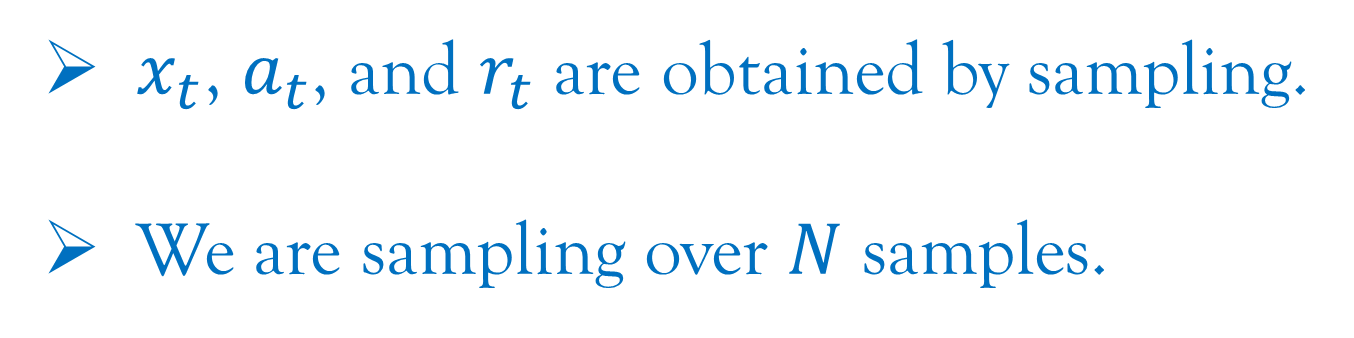 ➢ 𝑥ₜ, 𝑎ₜ, and 𝑟ₜ are obtained by sampling.
➢ We are sampling over 𝑁 samples.